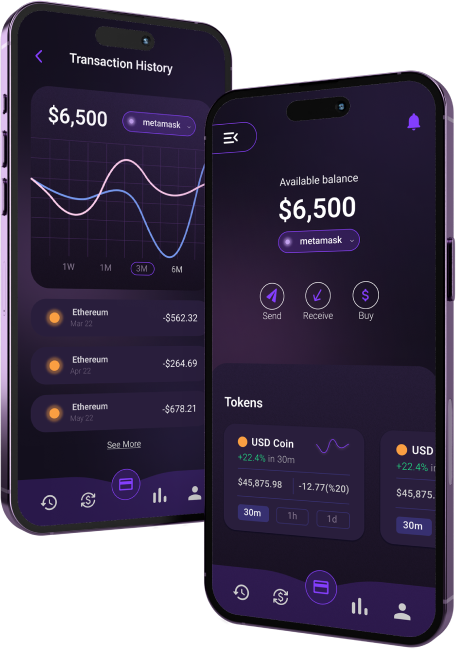 Transaction History
$6,500
metamask
1W 1M 3M 6M
Ethereum
Mar 22
-$562.32
Ethereum
Apr 22
-$264.69
Ethereum
May 22
-$678.21
See More
Available balance
$6,500
metamask
Send Receive Buy
Tokens
USD Coin
+22.4% in 30m
$45,875.98 -12.77(%20)
30m 1h 1d
USD
+22.4% in
$45,875.
30m